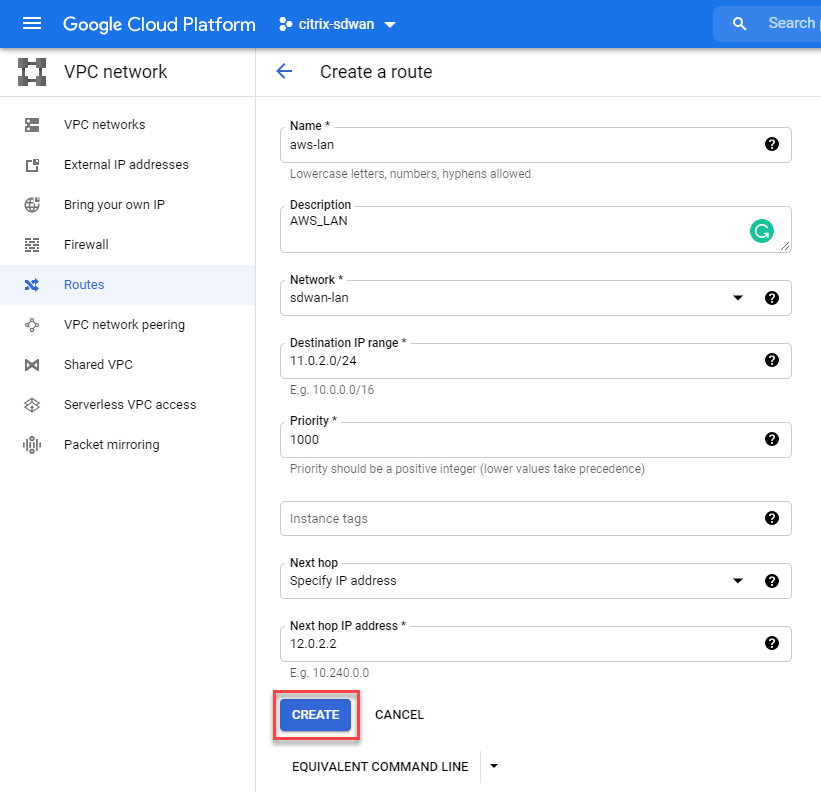 Google Cloud Platform
citrix-sdwan
Search
VPC network
Create a route
VPC networks
External IP addresses
Bring your own IP
Firewall
Routes
VPC network peering
Shared VPC
Serverless VPC access
Packet mirroring
Name *
aws-lan
Lowercase letters, numbers, hyphens allowed
Description
AWS_LAN
Network *
sdwan-lan
Destination IP range *
11.0.2.0/24
E.g. 10.0.0.0/16
Priority *
1000
Priority should be a positive integer (lower values take precedence)
Instance tags
Next hop
Specify IP address
Next hop IP address *
12.0.2.2
E.g. 10.240.0.0
CREATE
CANCEL
EQUIVALENT COMMAND LINE